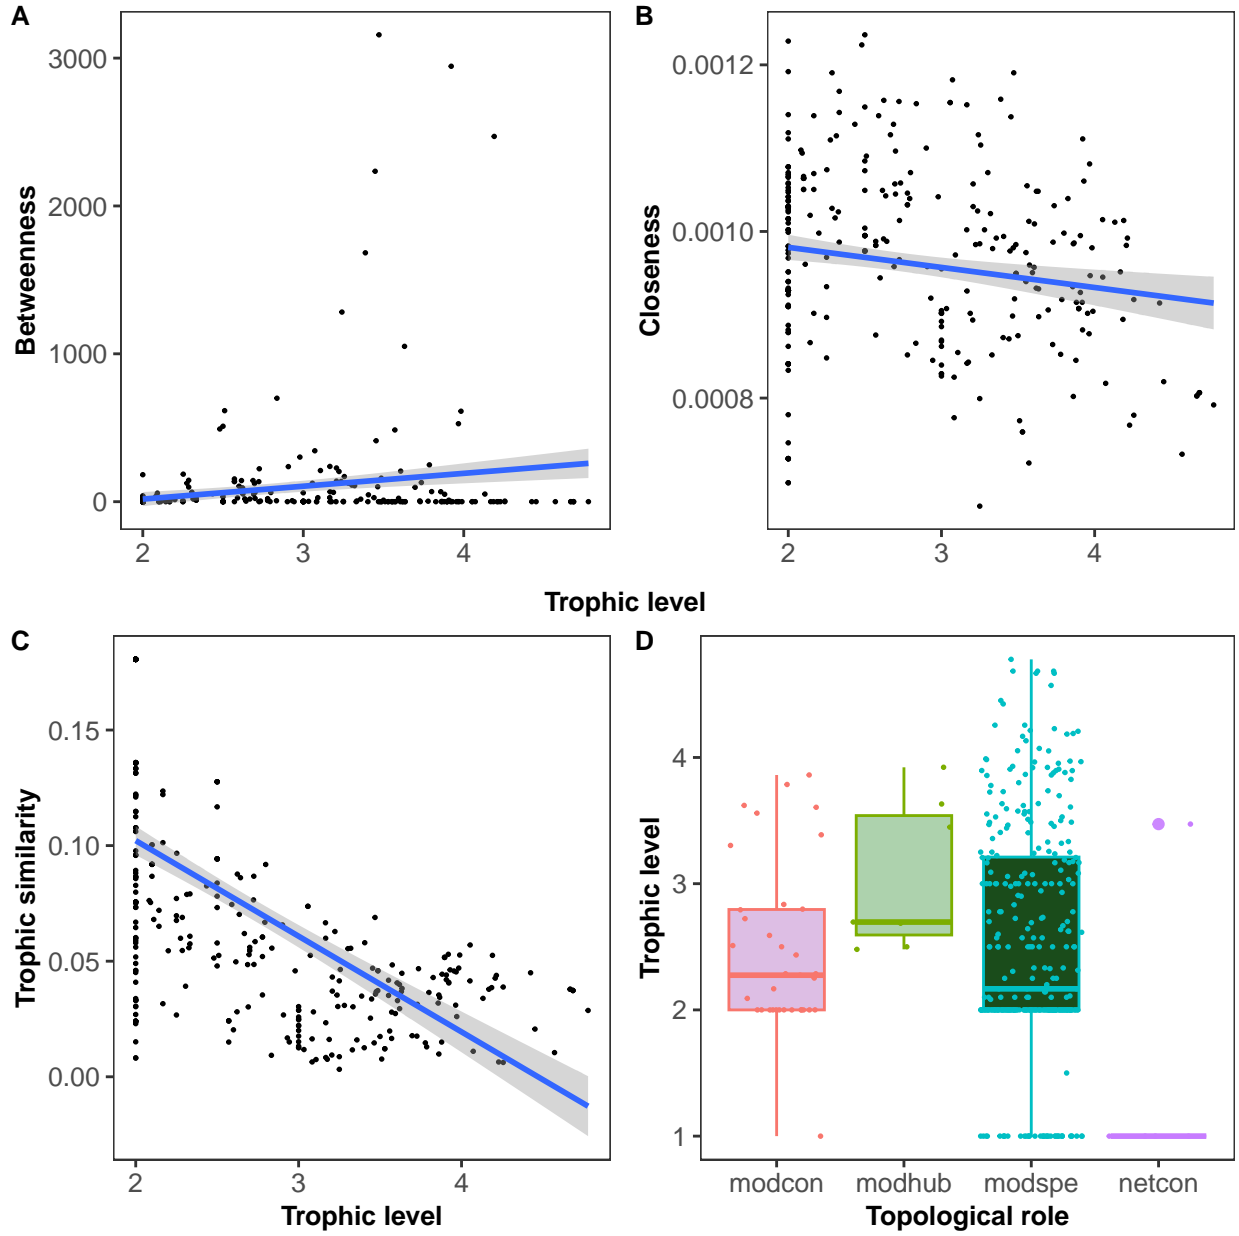 A
B
3000
2000
1000
0
Betweenness
2
3
4
0.0012
0.0010
0.0008
Closeness
2
3
4
Trophic level
C
D
0.15
0.10
0.05
0.00
Trophic similarity
2
3
4
Trophic level
4
3
2
1
Trophic level
modcon
modhub
modspe
netcon
Topological role